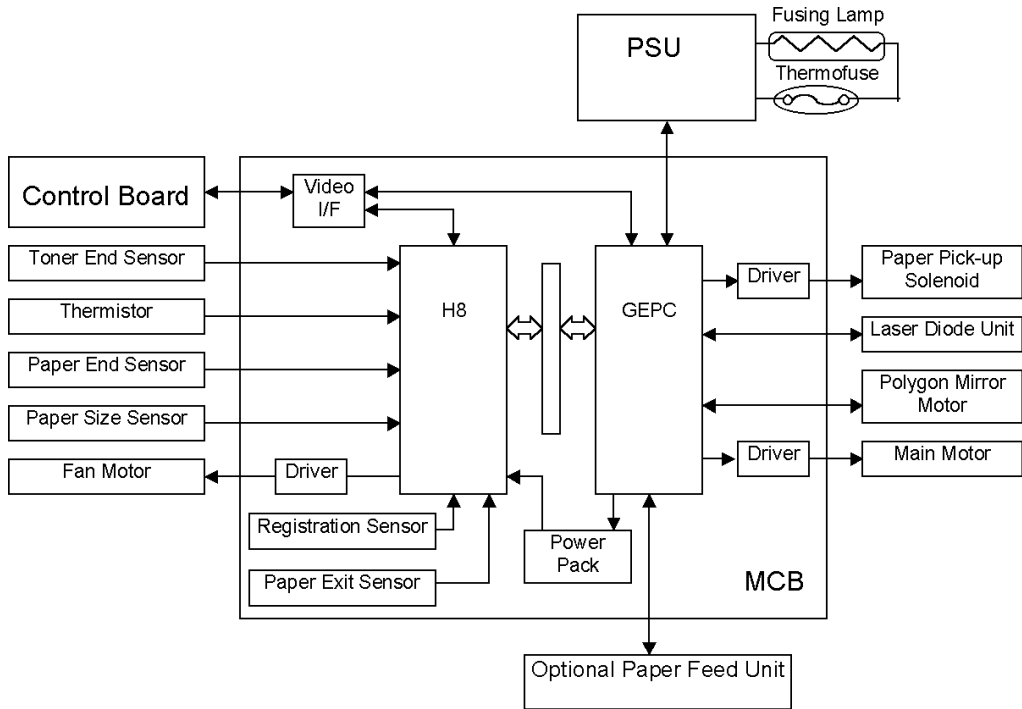 Fusing Lamp
PSU
Thermofuse
Control Board
Video
I/F
Toner End Sensor
Thermistor
Paper End Sensor
Paper Size Sensor
Fan Motor
Driver
H8
GEPC
Driver
Paper Pick-up
Solenoid
Laser Diode Unit
Polygon Mirror
Motor
Driver
Main Motor
Registration Sensor
Paper Exit Sensor
Power
Pack
MCB
Optional Paper Feed Unit